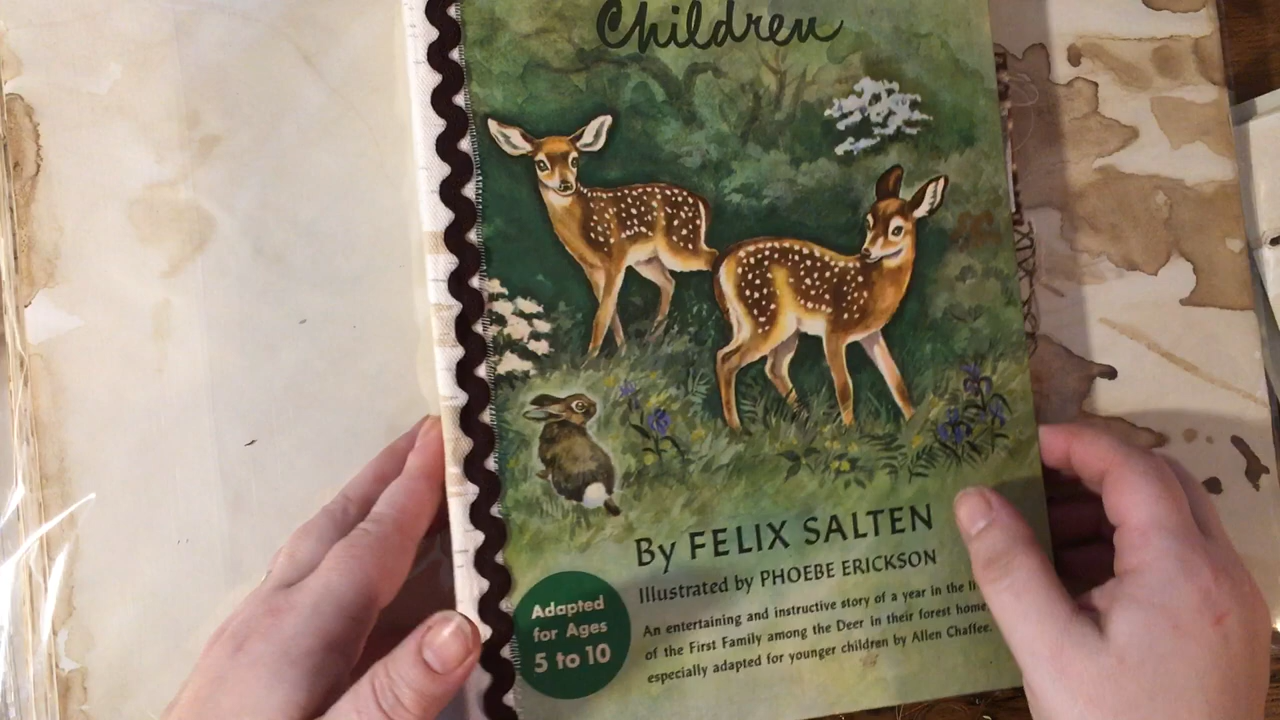 Children
By FELIX SALTEN
Illustrated by PHOEBE ERICKSON
An entertaining and instructive story of a year in the
of the First Family among the Deer in their forest home
especially adapted for younger children by Allen Chaffee.
Adapted
for Ages
5 to 10